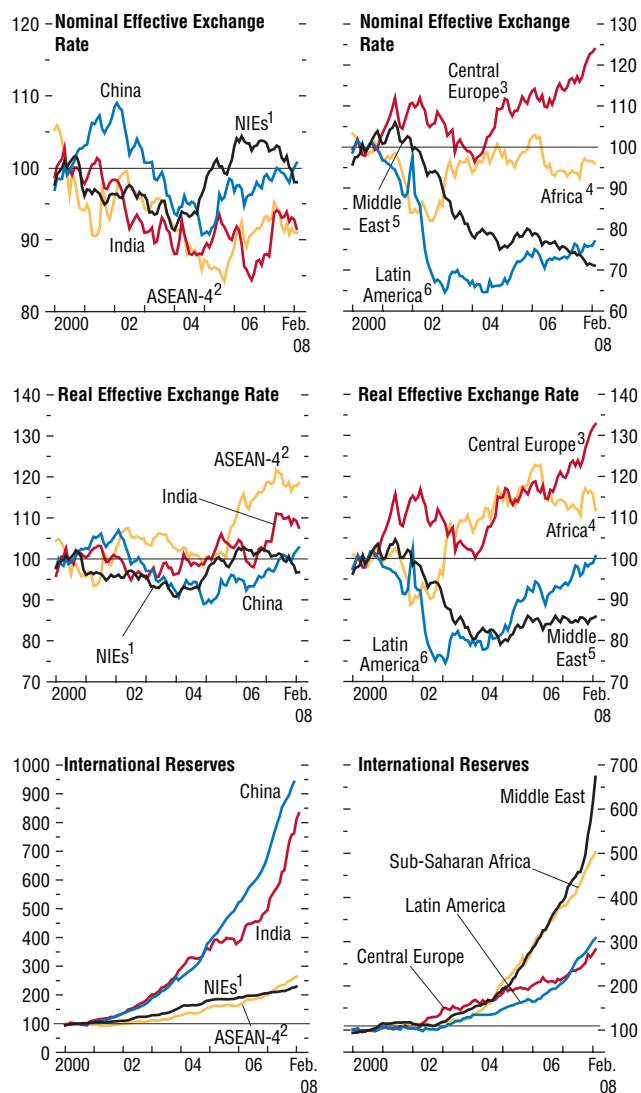 Nominal Effective Exchange
Rate
120
110
100
90
80
China
NIEs1
India
ASEAN-42
2000 02 04 06 Feb.
08
Nominal Effective Exchange
Rate
130
120
110
100
90
80
70
60
Central
Europe3
Middle
East5
Africa4
Latin
America6
2000 02 04 06 Feb.
08
Real Effective Exchange Rate
140
130
120
110
100
90
80
70
ASEAN-42
India
China
NIEs1
2000 02 04 06 Feb.
08
Real Effective Exchange Rate
140
130
120
110
100
90
80
70
Central Europe3
Africa4
Latin
America6
Middle
East5
2000 02 04 06 Feb.
08
International Reserves
1000
900
800
700
600
500
400
300
200
100
0
China
India
NIEs1
ASEAN-42
2000 02 04 06 Feb.
08
International Reserves
700
600
500
400
300
200
100
Middle East
Sub-Saharan Africa
Latin America
Central Europe
2000 02 04 06 Feb.
08